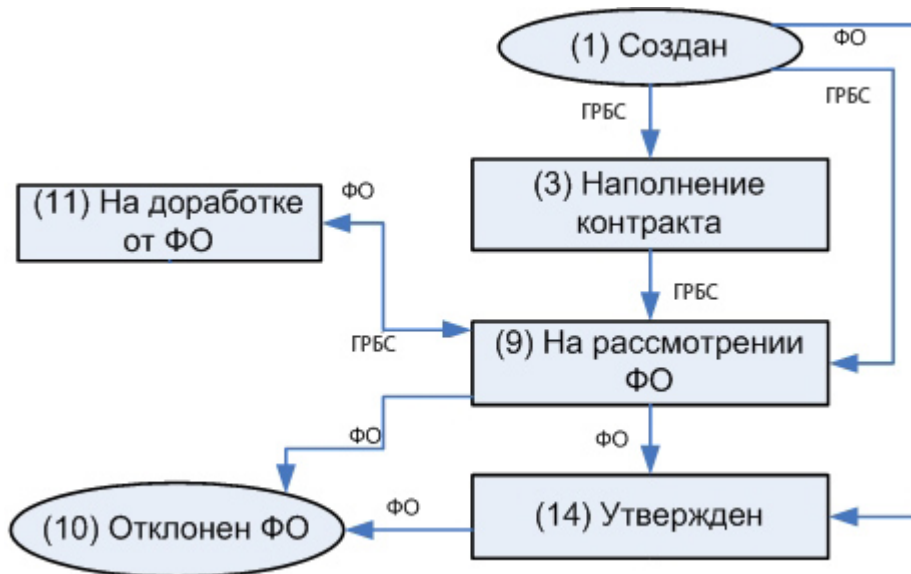 (1) Создан
ФО
ГРБС
ГРБС
(3) Наполнение
контракта
(11) На доработке
от ФО
ФО
ГРБС
ГРБС
(9) На рассмотрении
ФО
ФО
ФО
(10) Отклонен ФО
ФО
(14) Утвержден